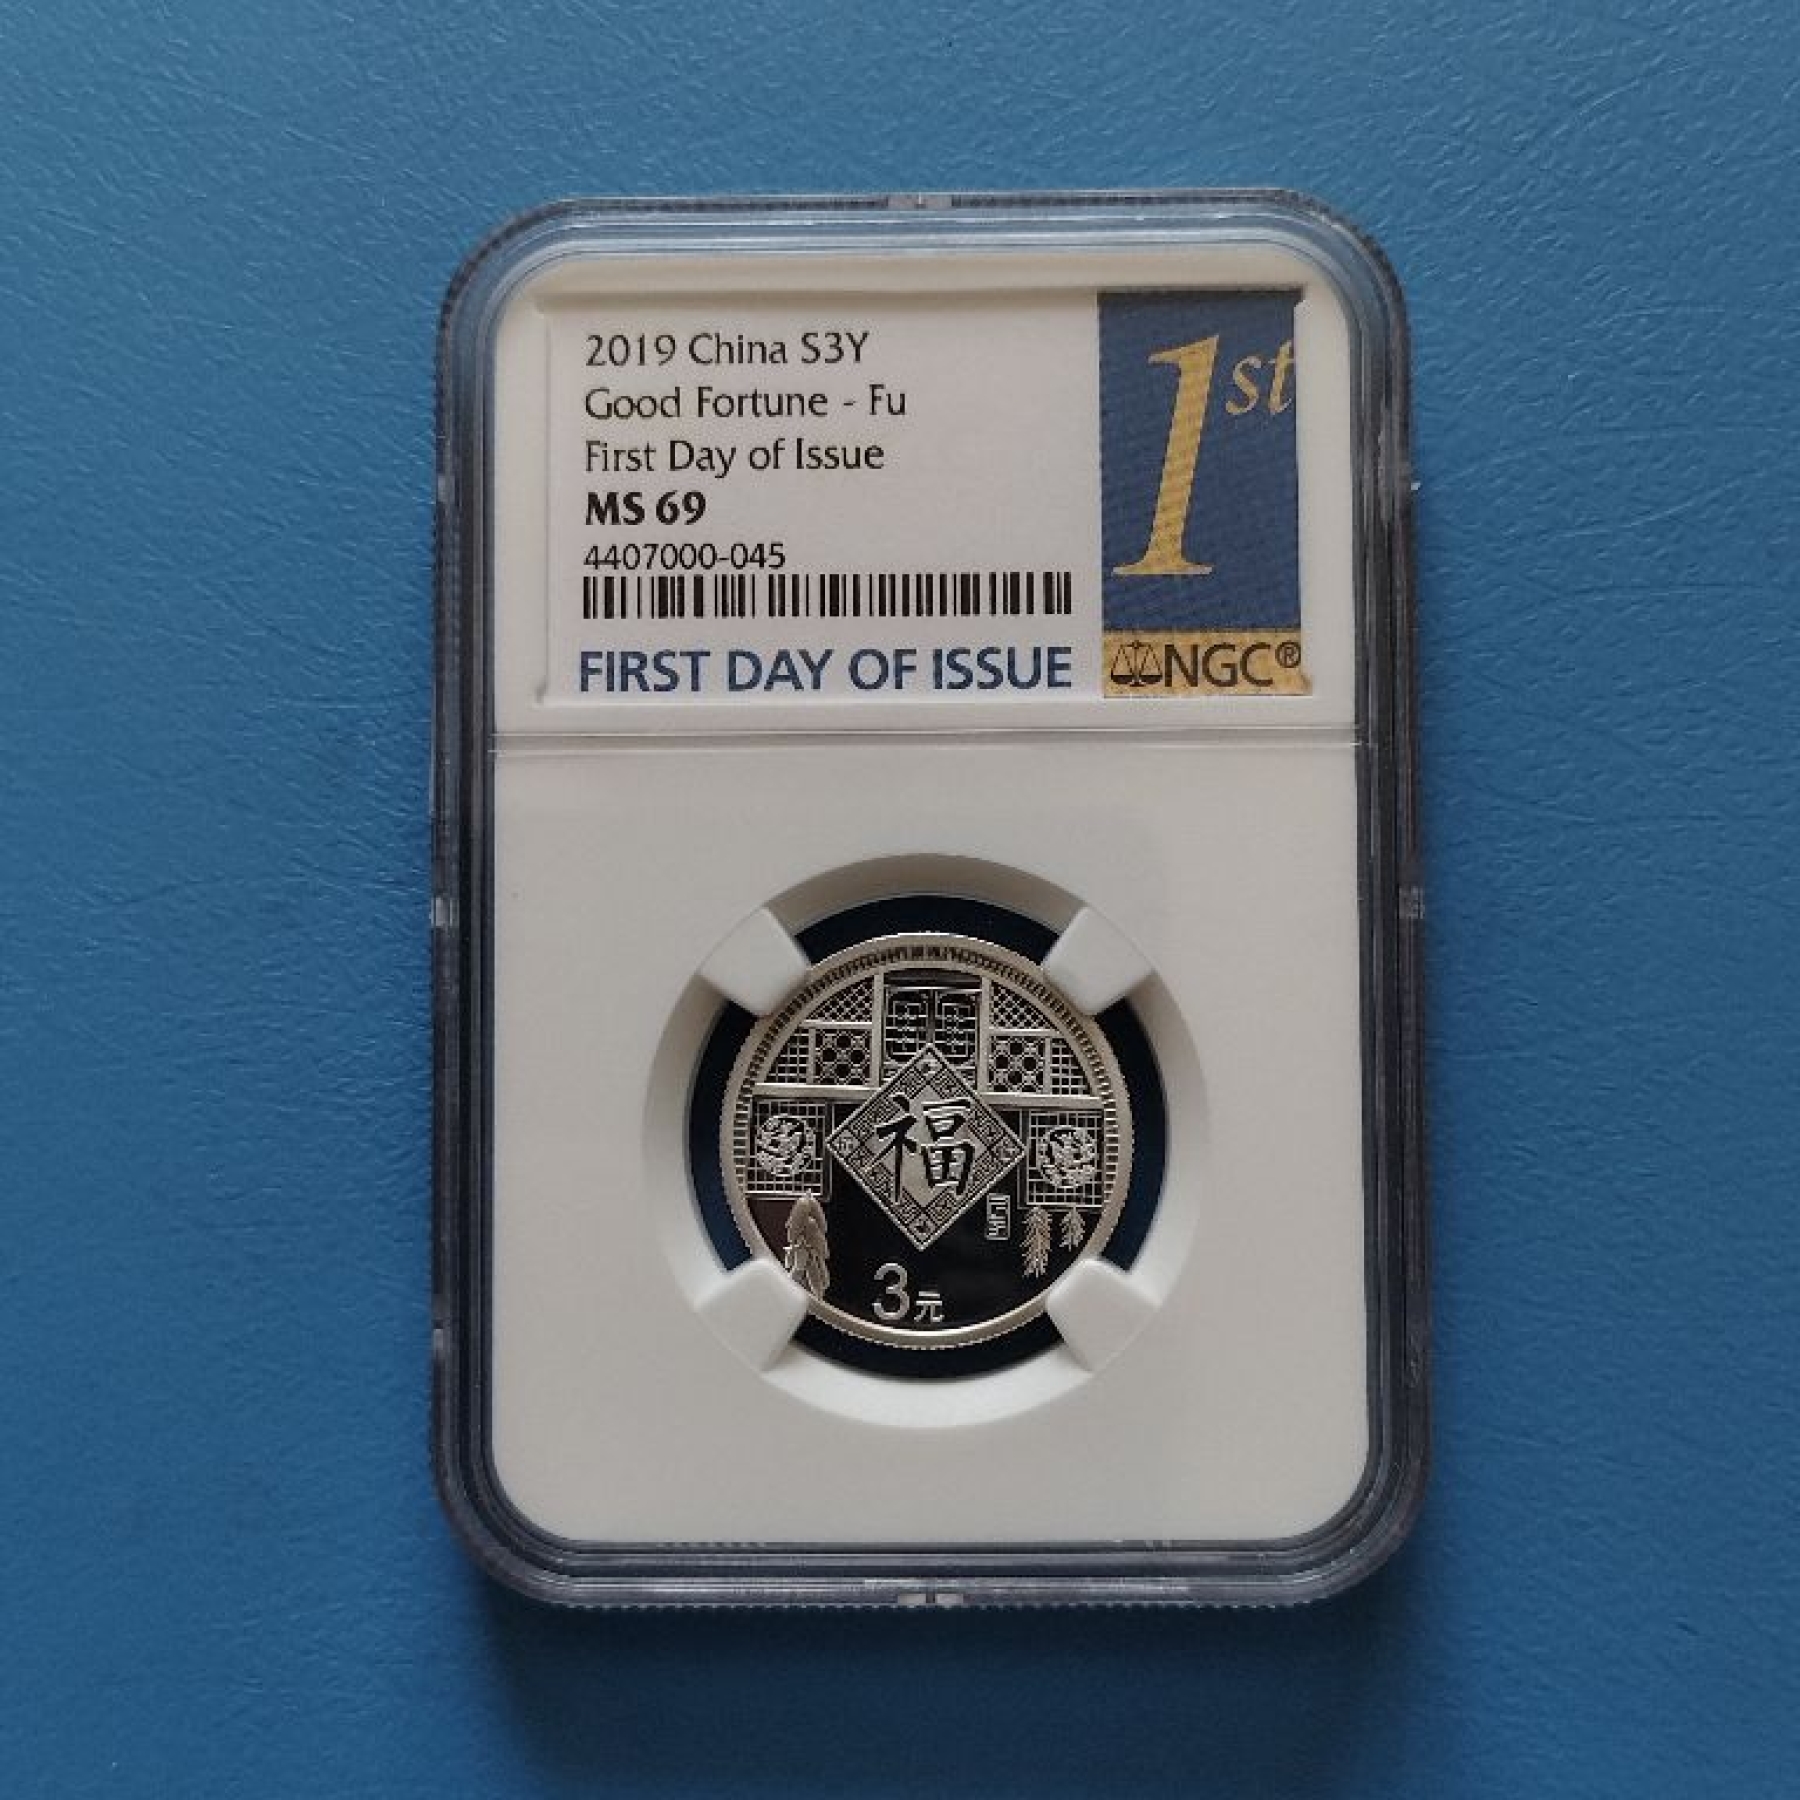 2019 China S3Y
Good Fortune - Fu
First Day of Issue
MS 69
4407000-045
FIRST DAY OF ISSUE
1st
NGC®
福
3元